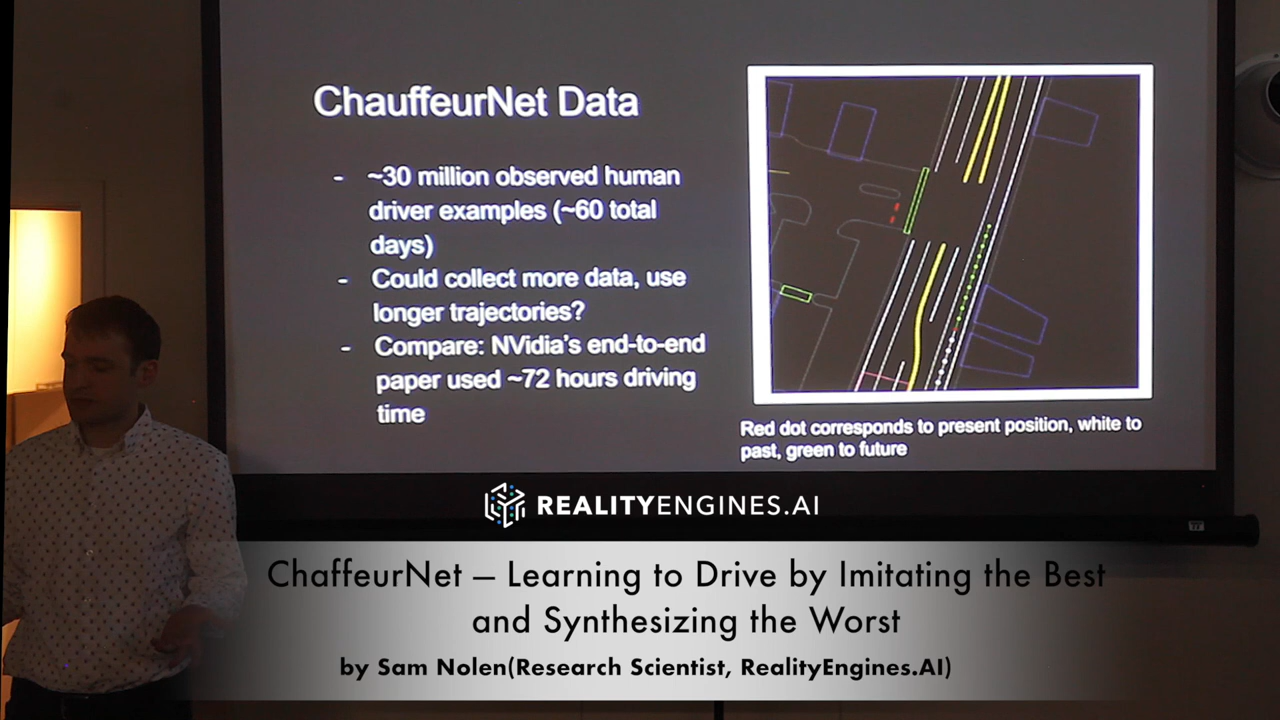 ChauffeurNet Data
- ~30 million observed human
driver examples (~60 total
days)
- Could collect more data, use
longer trajectories?
- Compare: NVidia's end-to-end
paper used ~72 hours driving
time
Red dot corresponds to present position, white to
past, green to future
REALITYENGINES.AI
ChaffeurNet – Learning to Drive by Imitating the Best
and Synthesizing the Worst
by Sam Nolen(Research Scientist, RealityEngines.AI)